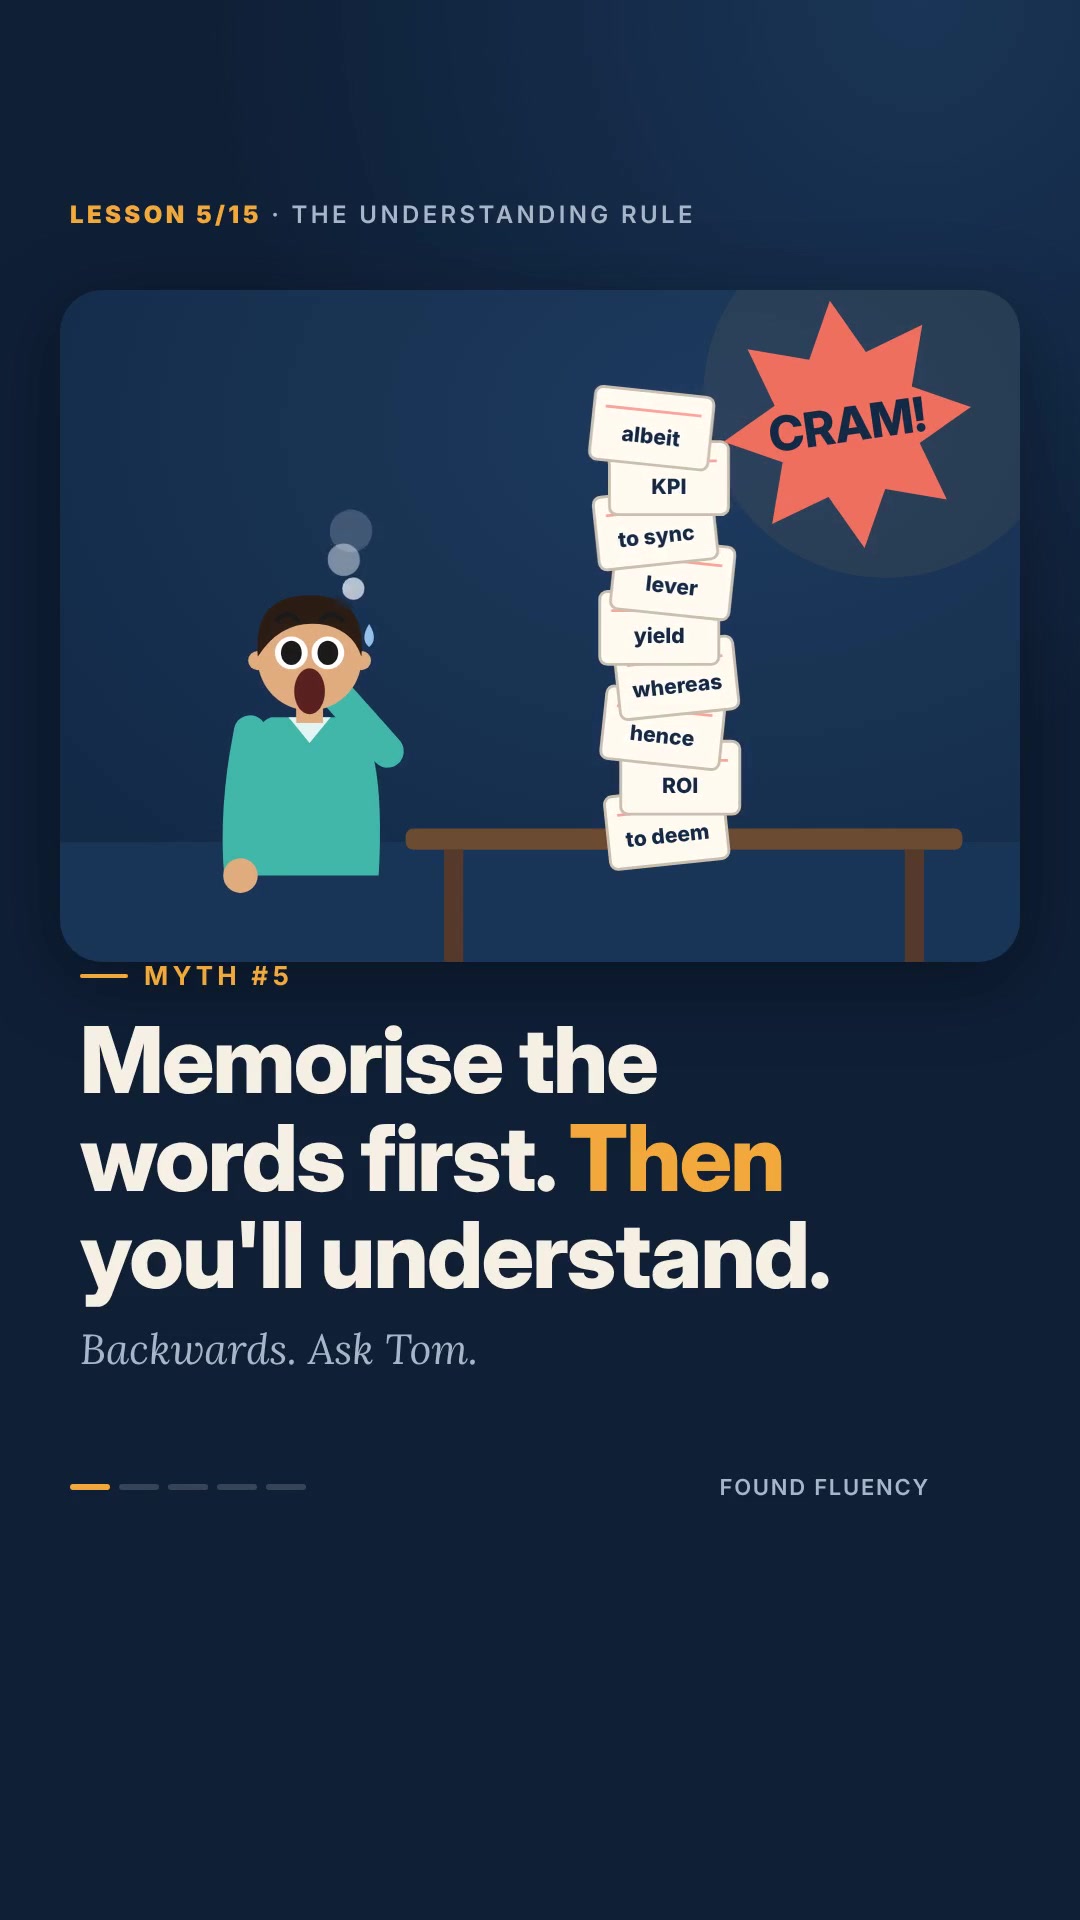 LESSON 5/15 · THE UNDERSTANDING RULE
CRAM!
albeit
KPI
to sync
lever
yield
whereas
hence
ROI
to deem
MYTH #5
Memorise the
words first. Then
you'll understand.
Backwards. Ask Tom.
FOUND FLUENCY